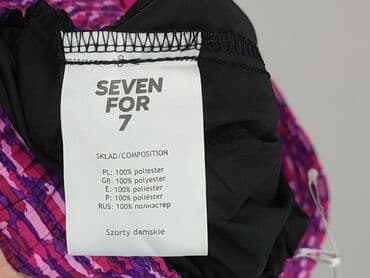 SEVEN
FOR
7
SKŁAD/COMPOSITION
PL: 100% poliester
GB: 100% polyester
E: 100% poliéster
P: 100% poliéster
RUS: 100% полиэстер
Szorty damskie